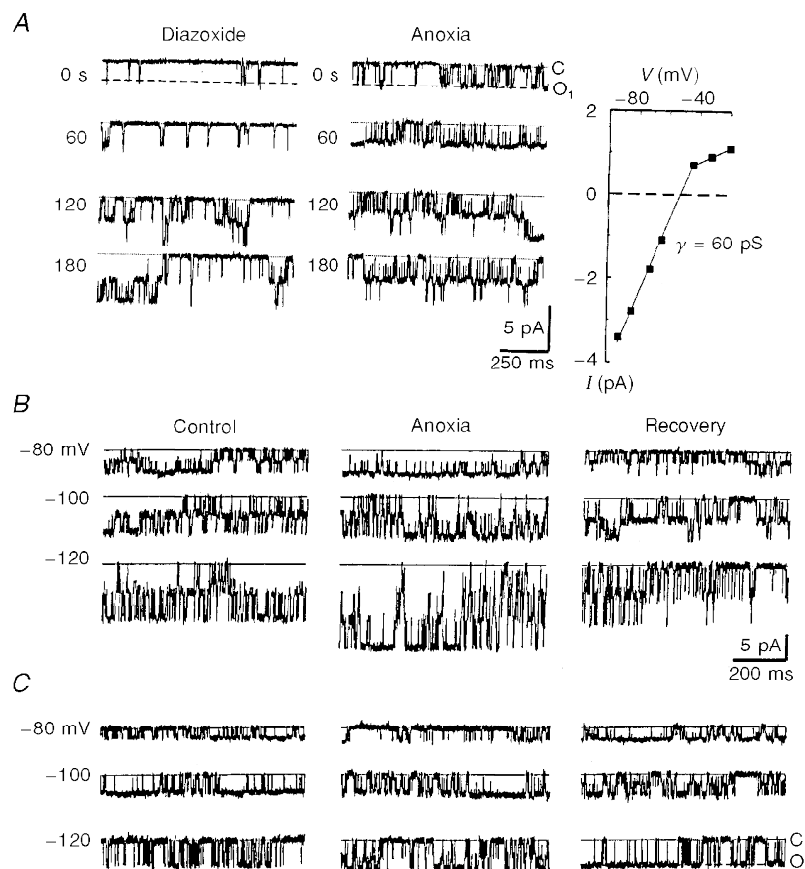 A
Diazoxide
Anoxia
0 s
60
120
180
0 s
60
120
180
C
O1
5 pA
250 ms
V (mV)
−80 −40
2
0
−2
−4
γ = 60 pS
I (pA)
B
Control
Anoxia
Recovery
−80 mV
−100
−120
5 pA
200 ms
C
−80 mV
−100
−120
C
O